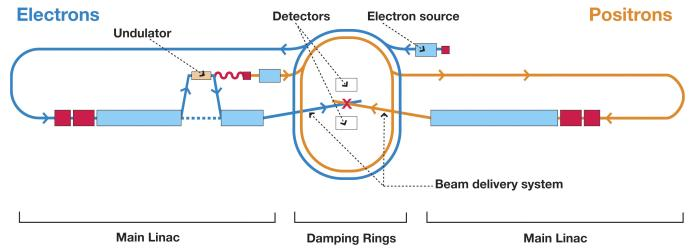 Electrons
Detectors
Electron source
Positrons
Undulator
Beam delivery system
Main Linac
Damping Rings
Main Linac